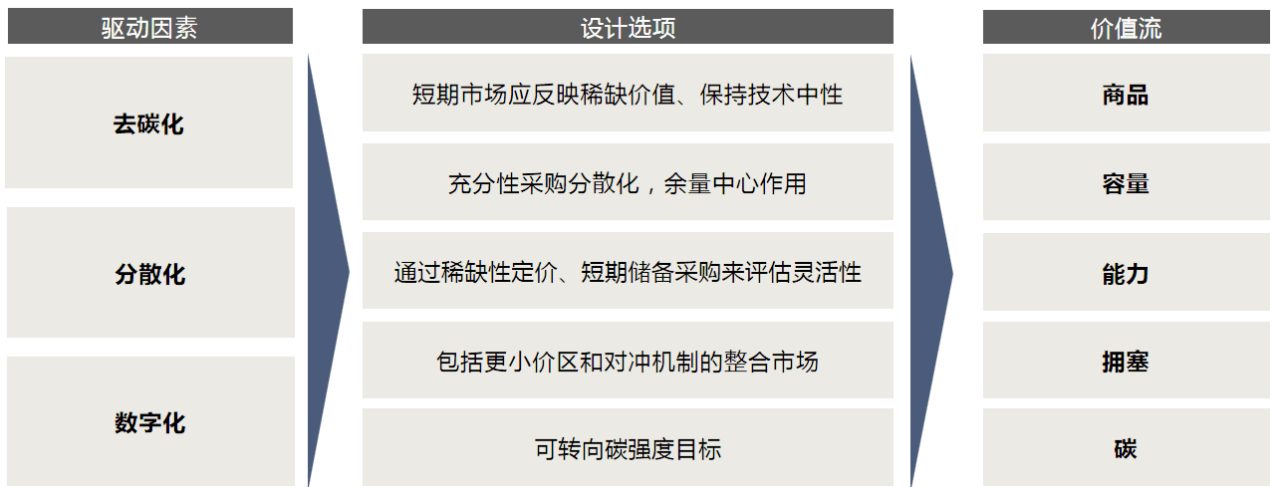 驱动因素
去碳化
分散化
数字化
设计选项
短期市场应反映稀缺价值、保持技术中性
充分性采购分散化，余量中心作用
通过稀缺性定价、短期储备采购来评估灵活性
包括更小价区和对冲机制的整合市场
可转向碳强度目标
价值流
商品
容量
能力
拥塞
碳